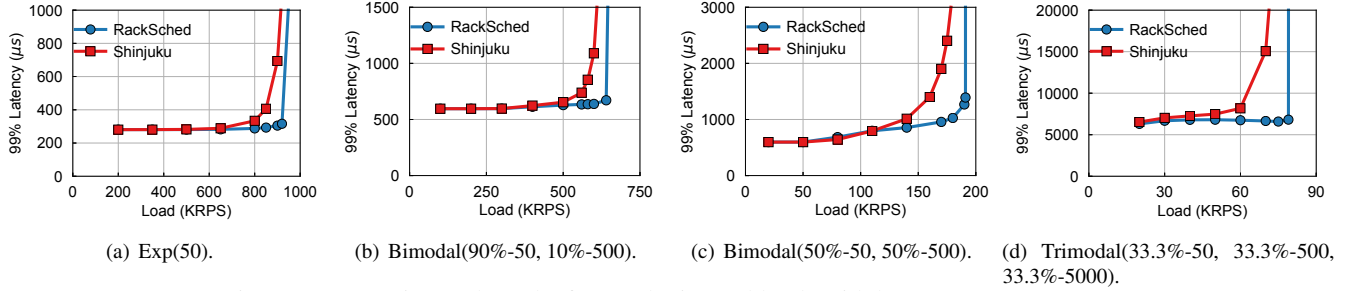 1000
800
600
400
200
0
99% Latency (μs)
RackSched
Shinjuku
0 200 400 600 800 1000
Load (KRPS)
(a) Exp(50).
1500
1000
500
0
99% Latency (μs)
RackSched
Shinjuku
0 250 500 750
Load (KRPS)
(b) Bimodal(90%-50, 10%-500).
3000
2000
1000
0
99% Latency (μs)
RackSched
Shinjuku
0 50 100 150 200
Load (KRPS)
(c) Bimodal(50%-50, 50%-500).
20000
15000
10000
5000
0
99% Latency (μs)
RackSched
Shinjuku
0 30 60 90
Load (KRPS)
(d) Trimodal(33.3%-50, 33.3%-500,
33.3%-5000).